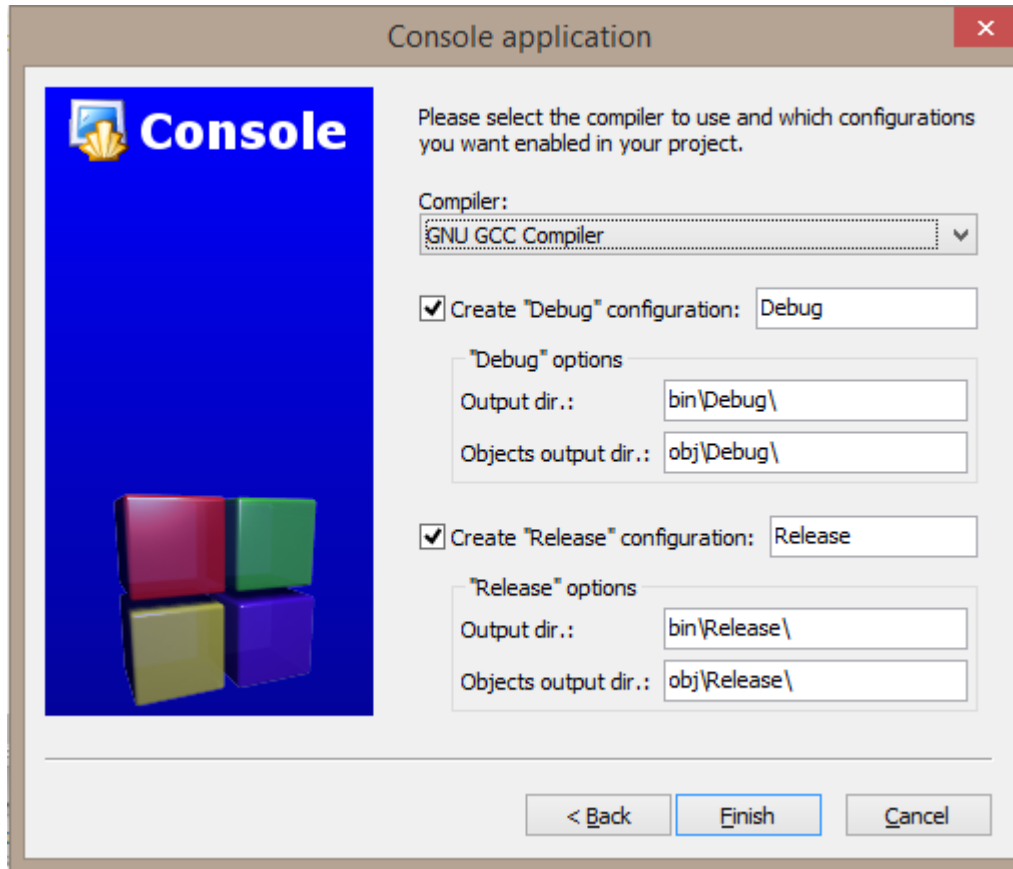 Console application
Console
Please select the compiler to use and which configurations
you want enabled in your project.
Compiler:
GNU GCC Compiler
Create "Debug" configuration: Debug
"Debug" options
Output dir.: bin\Debug\
Objects output dir.: obj\Debug\
Create "Release" configuration: Release
"Release" options
Output dir.: bin\Release\
Objects output dir.: obj\Release\
< Back Finish Cancel